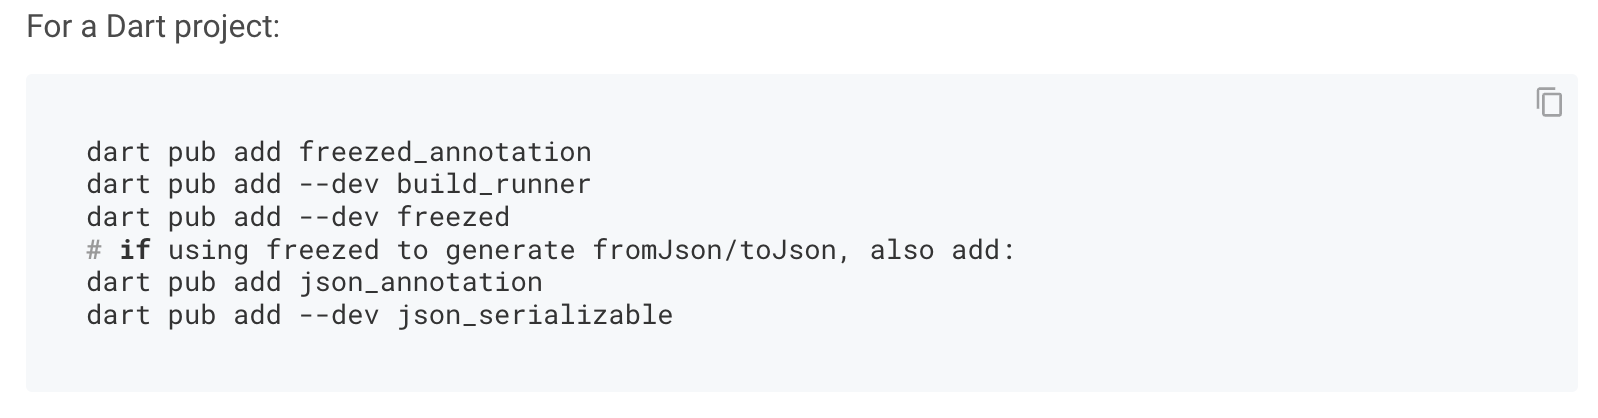 For a Dart project:
dart pub add freezed_annotation
dart pub add --dev build_runner
dart pub add --dev freezed
# if using freezed to generate fromJson/toJson, also add:
dart pub add json_annotation
dart pub add --dev json_serializable